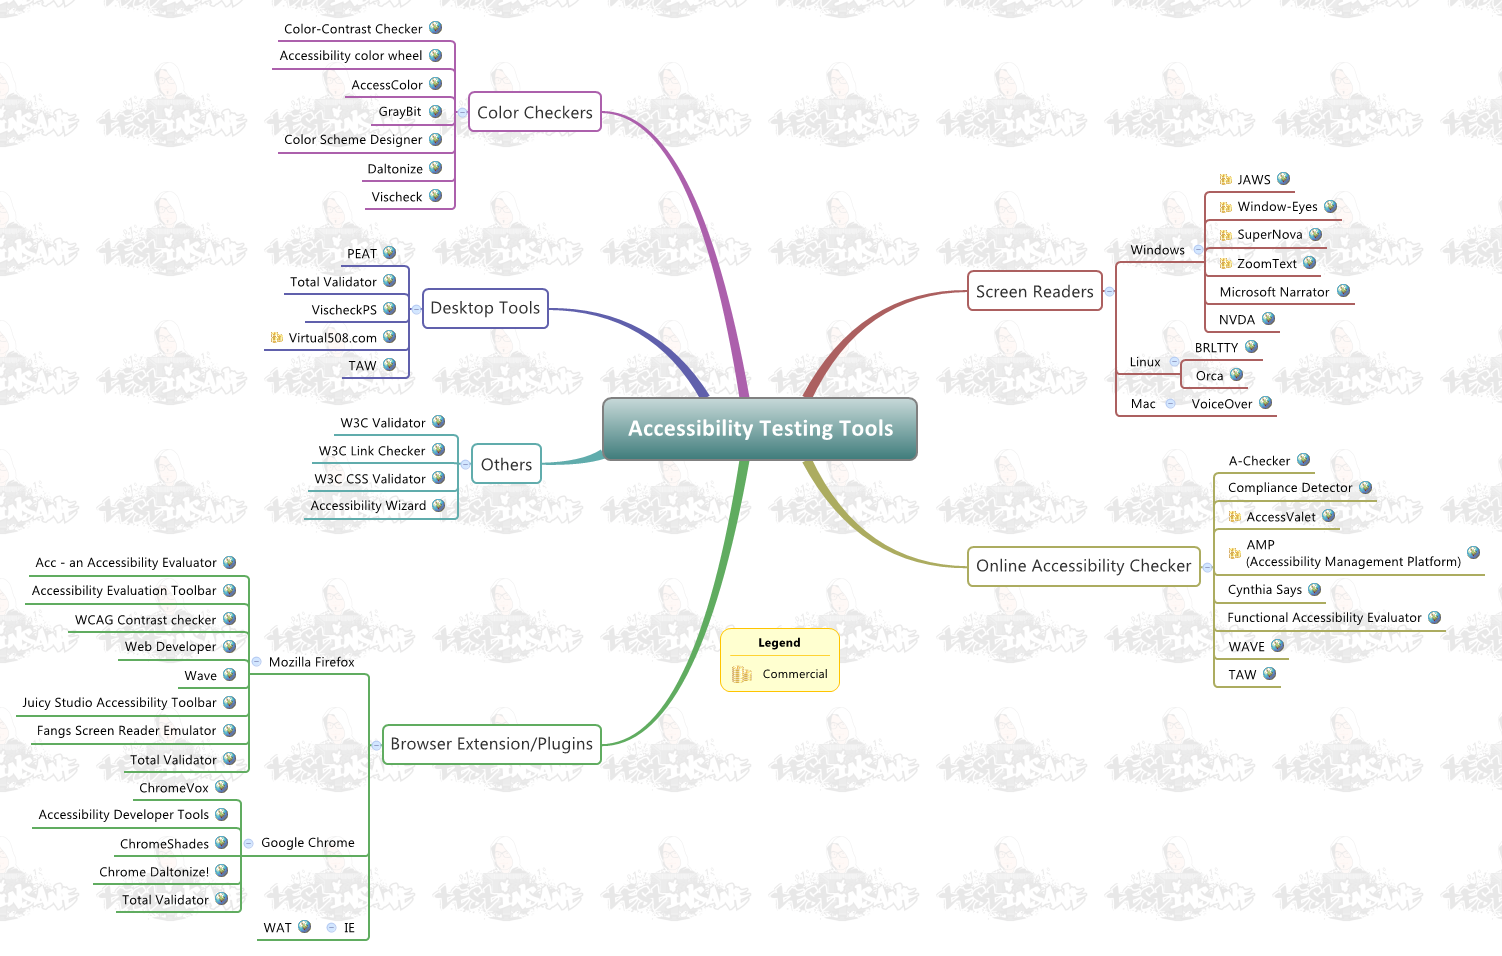 Accessibility Testing Tools
Color Checkers
Color-Contrast Checker
Accessibility color wheel
AccessColor
GrayBit
Color Scheme Designer
Daltonize
Vischeck
Desktop Tools
PEAT
Total Validator
VischeckPS
Virtual508.com
TAW
Others
W3C Validator
W3C Link Checker
W3C CSS Validator
Accessibility Wizard
Browser Extension/Plugins
Mozilla Firefox
Acc - an Accessibility Evaluator
Accessibility Evaluation Toolbar
WCAG Contrast checker
Web Developer
Wave
Juicy Studio Accessibility Toolbar
Fangs Screen Reader Emulator
Total Validator
Google Chrome
ChromeVox
Accessibility Developer Tools
ChromeShades
Chrome Daltonize!
Total Validator
IE
WAT
Screen Readers
Windows
JAWS
Window-Eyes
SuperNova
ZoomText
Microsoft Narrator
NVDA
Linux
BRLTTY
Orca
Mac
VoiceOver
Online Accessibility Checker
A-Checker
Compliance Detector
AccessValet
AMP
(Accessibility Management Platform)
Cynthia Says
Functional Accessibility Evaluator
WAVE
TAW
Legend
Commercial